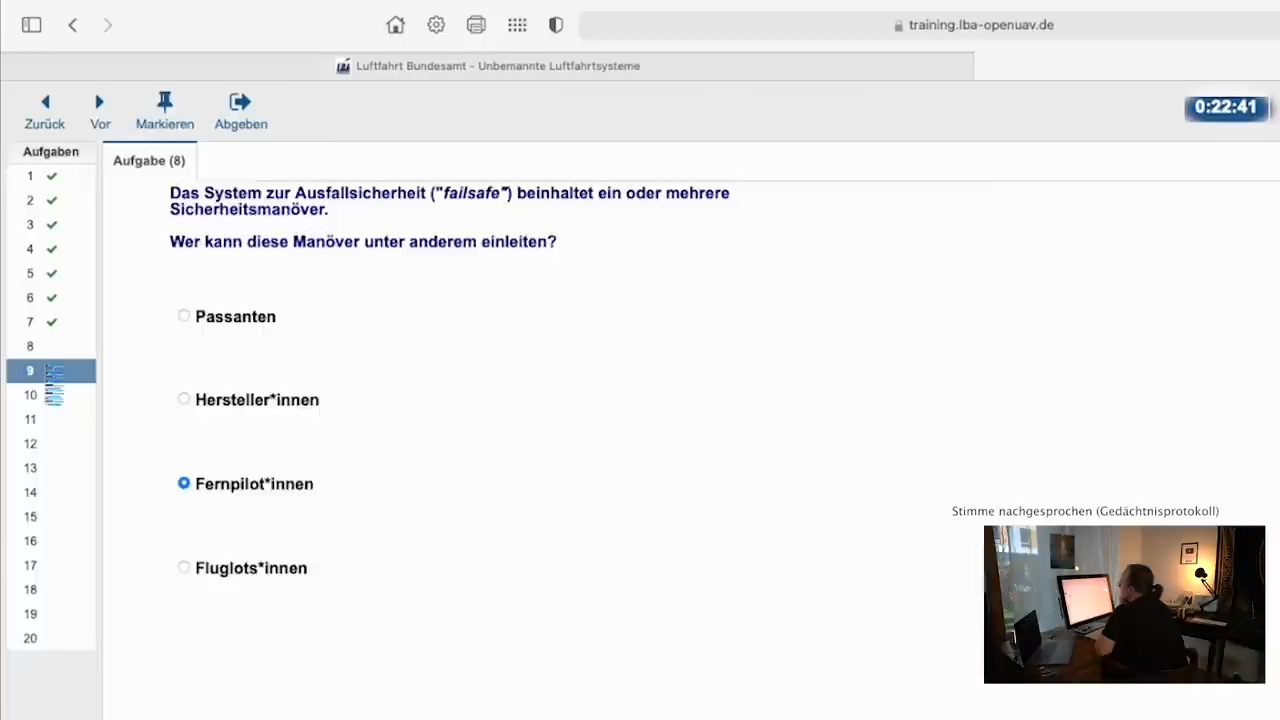 training.lba-openuav.de
Luftfahrt Bundesamt - Unbemannte Luftfahrtsysteme
Zurück
Vor
Markieren
Abgeben
0:22:41
Aufgaben
Aufgabe (8)
1
2
3
4
5
6
7
8
9
10
11
12
13
14
15
16
17
18
19
20
Das System zur Ausfallsicherheit ("failsafe") beinhaltet ein oder mehrere
Sicherheitsmanöver.
Wer kann diese Manöver unter anderem einleiten?
Passanten
Hersteller*innen
Fernpilot*innen
Fluglots*innen
Stimme nachgesprochen (Gedächtnisprotokoll)